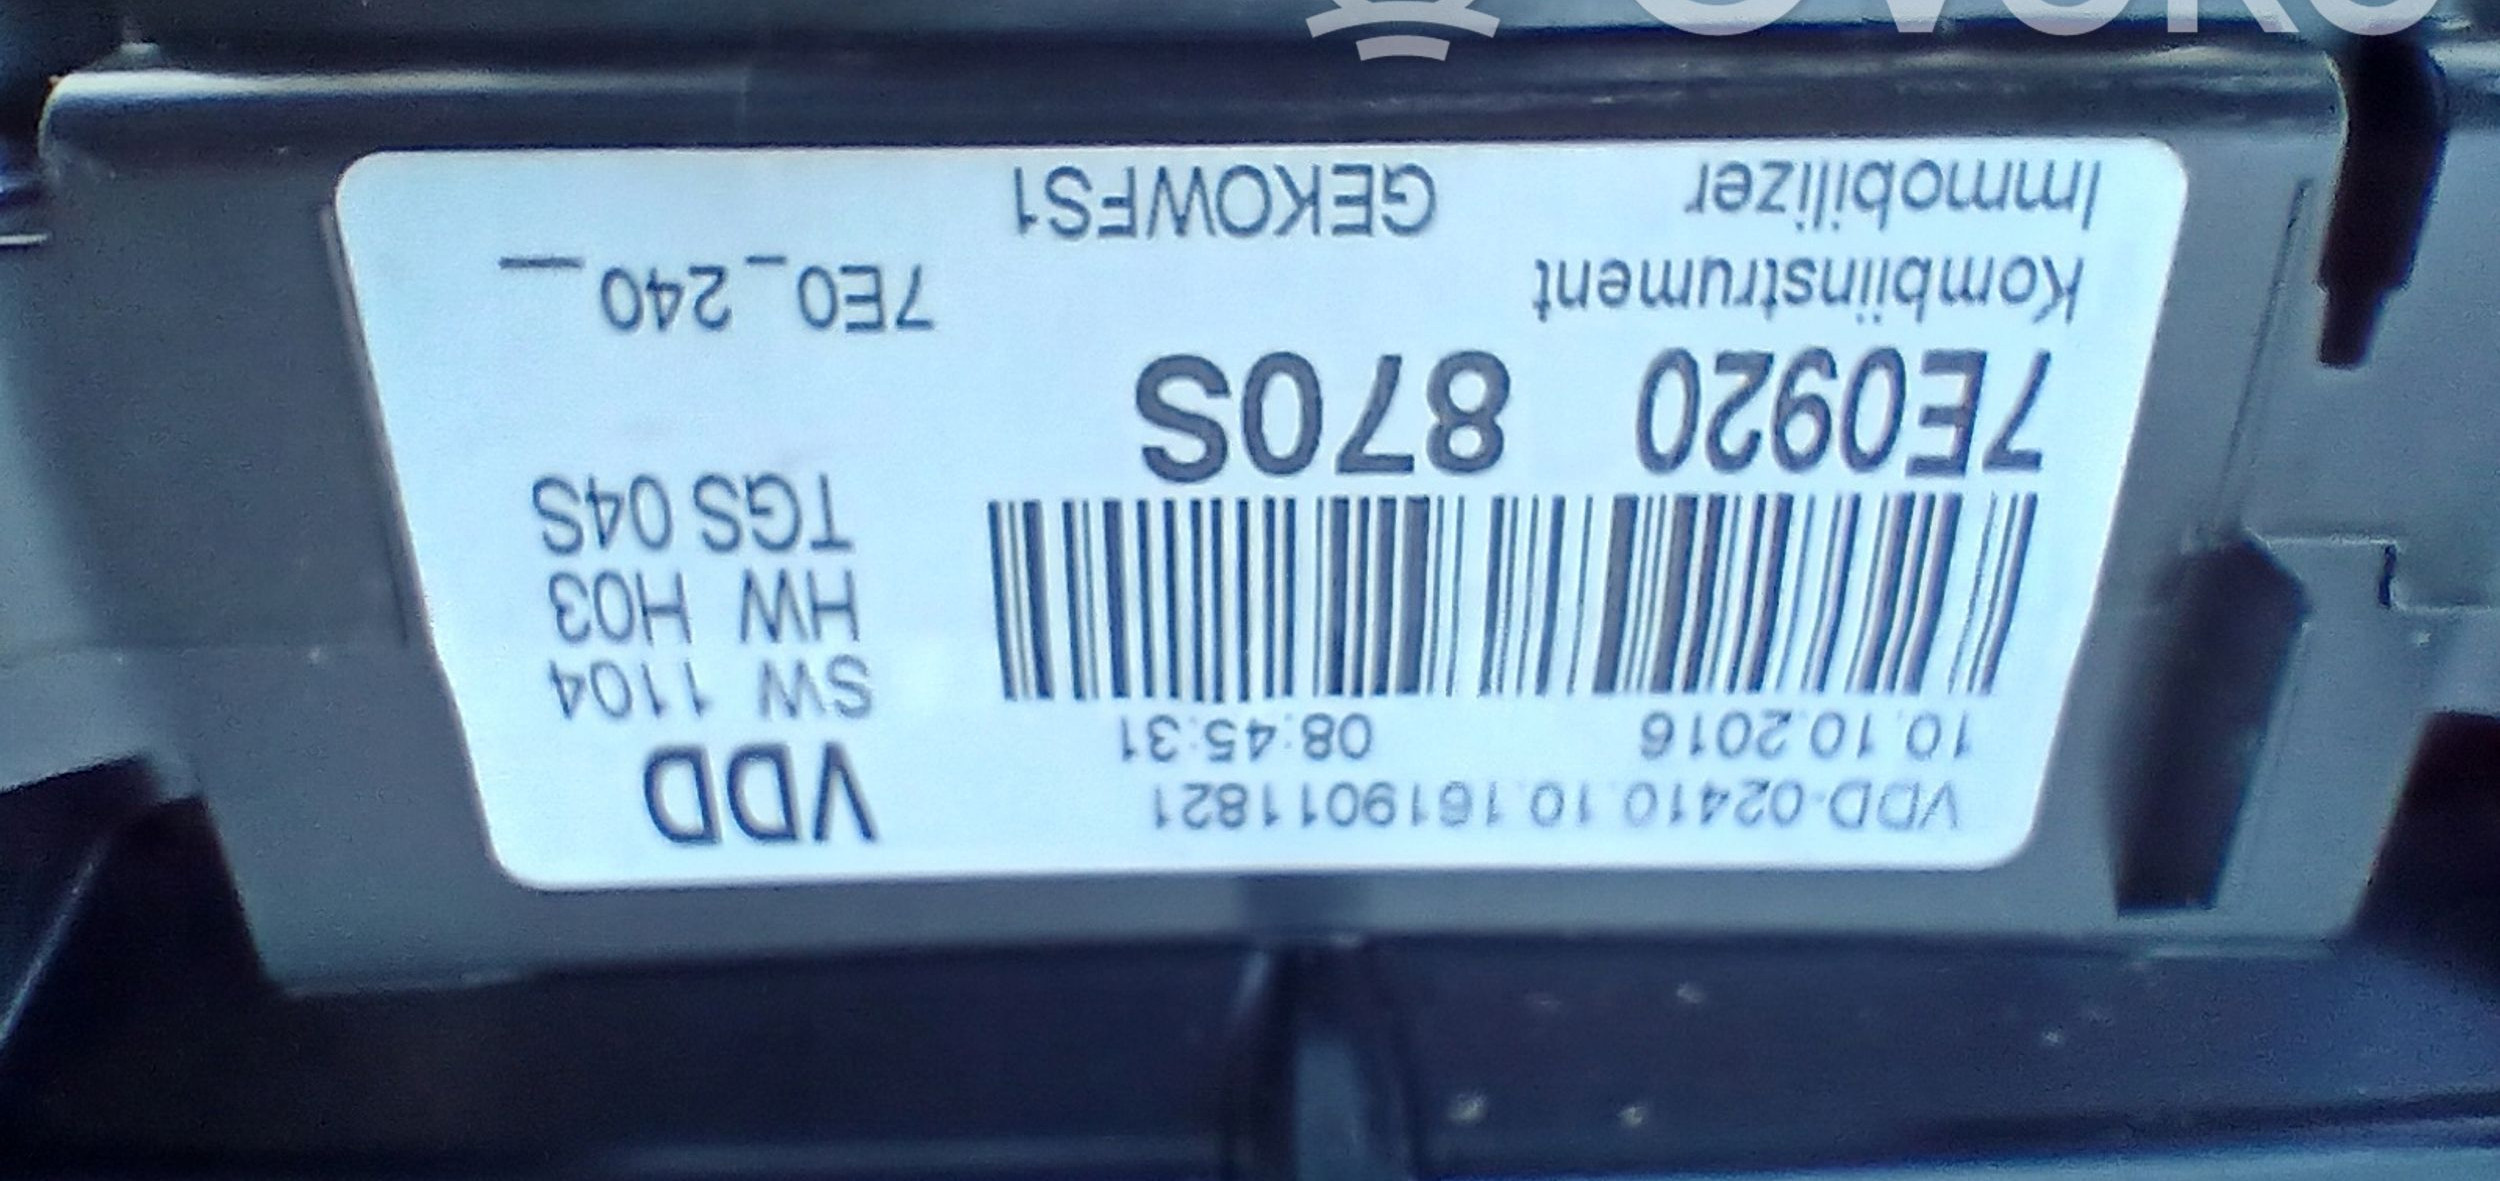 VDD-02410.10.1619011821
10.10.2016 08:45:31
VDD
SW 1104
HW H03
TGS 04S
7E0920 870S
Kombiinstrument
7E0_240__
Immobilizer
GEKOWFS1